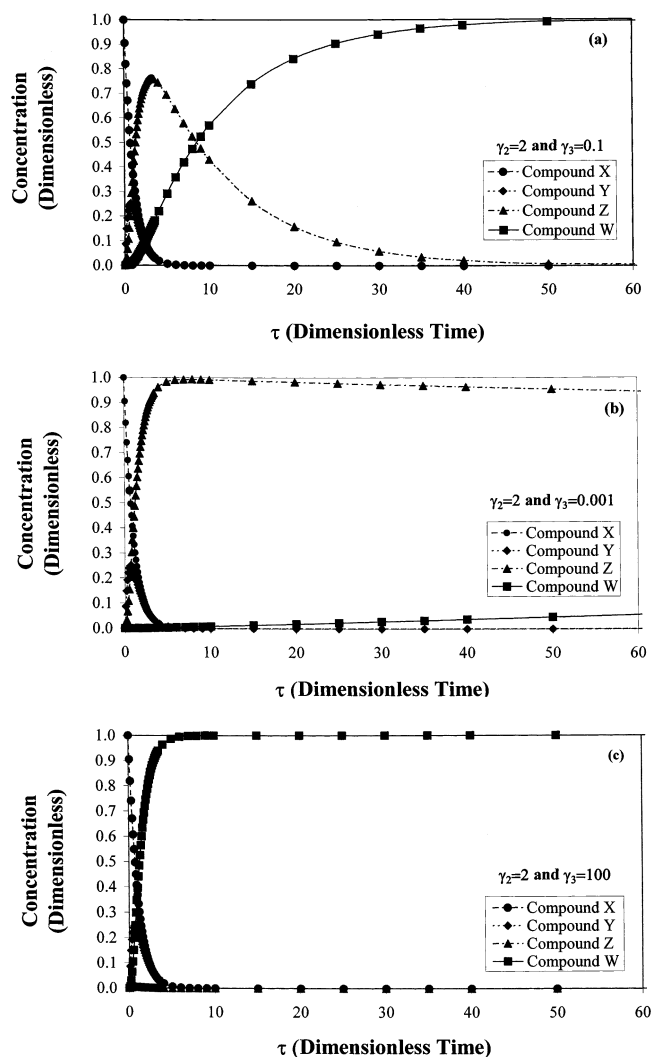 (a)
1.0
0.9
0.8
0.7
0.6
0.5
0.4
0.3
0.2
0.1
0.0
Concentration
(Dimensionless)
γ₂=2 and γ₃=0.1
Compound X
Compound Y
Compound Z
Compound W
0 10 20 30 40 50 60
τ (Dimensionless Time)
(b)
1.0
0.9
0.8
0.7
0.6
0.5
0.4
0.3
0.2
0.1
0.0
Concentration
(Dimensionless)
γ₂=2 and γ₃=0.001
Compound X
Compound Y
Compound Z
Compound W
0 10 20 30 40 50 60
τ (Dimensionless Time)
(c)
1.0
0.9
0.8
0.7
0.6
0.5
0.4
0.3
0.2
0.1
0.0
Concentration
(Dimensionless)
γ₂=2 and γ₃=100
Compound X
Compound Y
Compound Z
Compound W
0 10 20 30 40 50 60
τ (Dimensionless Time)